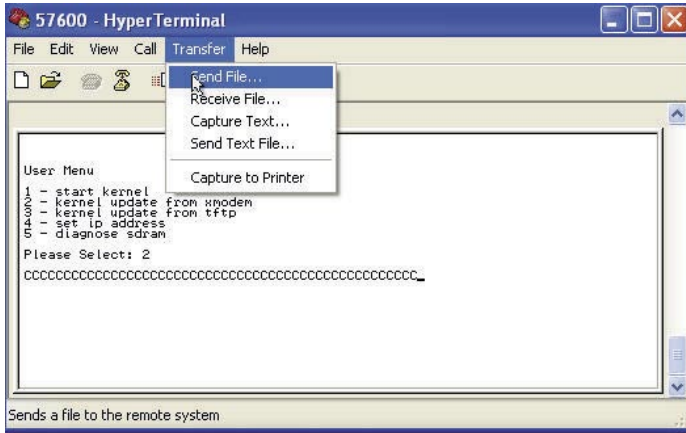 57600 - HyperTerminal
File Edit View Call Transfer Help
Send File...
Receive File...
Capture Text...
Send Text File...
Capture to Printer
User Menu
1 - start kernel
2 - kernel update from xmodem
3 - kernel update from tftp
4 - set ip address
5 - diagnose sdram
Please Select: 2
CCCCCCCCCCCCCCCCCCCCCCCCCCCCCCCCCCCCCCCCCCCCCCCCCC_
Sends a file to the remote system